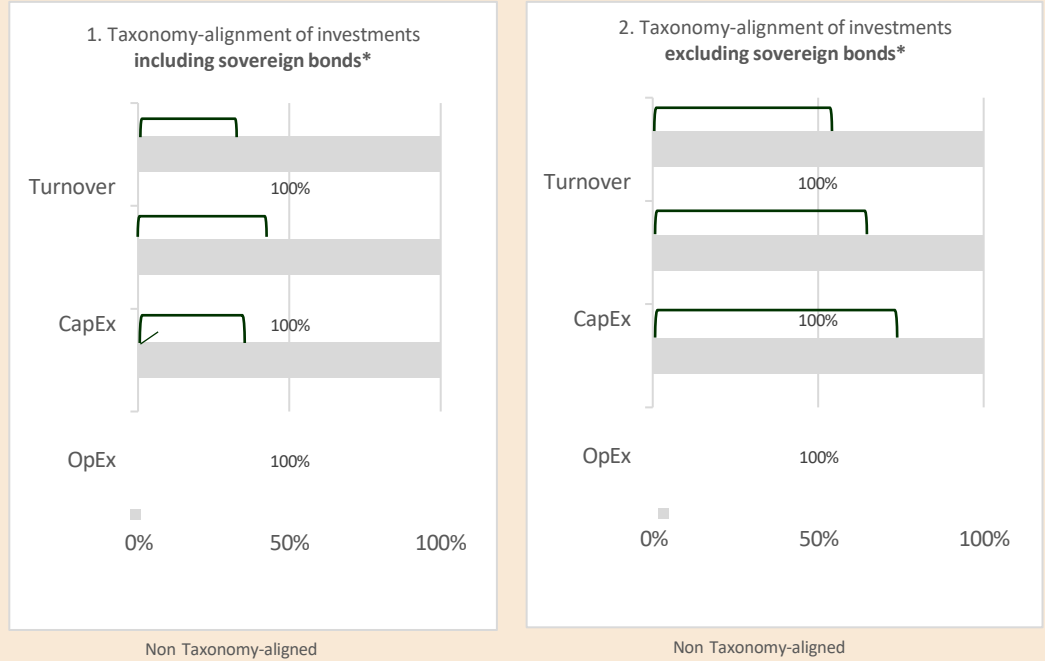 1. Taxonomy-alignment of investments
including sovereign bonds*
Turnover
100%
CapEx
100%
OpEx
100%
0% 50% 100%
Non Taxonomy-aligned
2. Taxonomy-alignment of investments
excluding sovereign bonds*
Turnover
100%
CapEx
100%
OpEx
100%
0% 50% 100%
Non Taxonomy-aligned